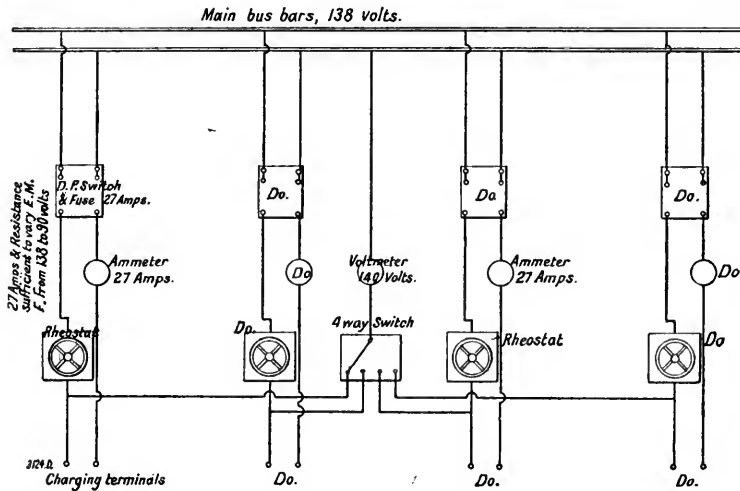 Main bus bars, 138 volts.
D.P. Switch
& Fuse 27 Amps.
Do.
Do
Do.
27 Amps & Resistance
sufficient to vary E.M.
F. From 138 to 90 volts
Ammeter
27 Amps.
Do
Voltmeter
140 Volts.
Ammeter
27 Amps.
Do
Rheostat
Do.
4 way Switch
Rheostat
Do
3124.D.
Charging terminals
Do.
Do.
Do.